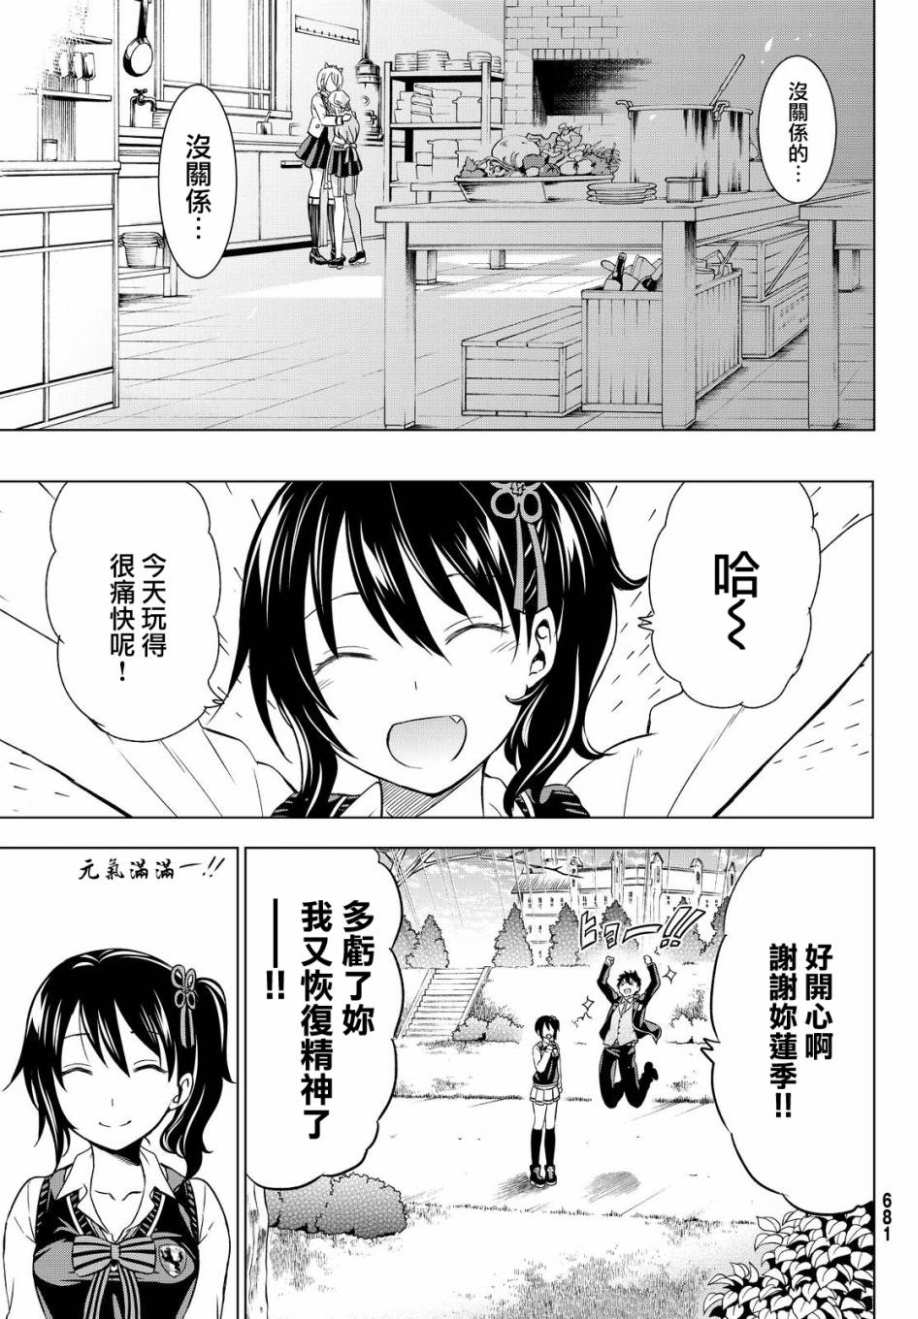 沒關係的…
沒關係…
哈～
今天玩得
很痛快呢！
好開心啊
謝謝妳蓮季!!
ピョー!!
多虧了妳
我又恢復精神了
——!!
元氣滿滿—!!
681